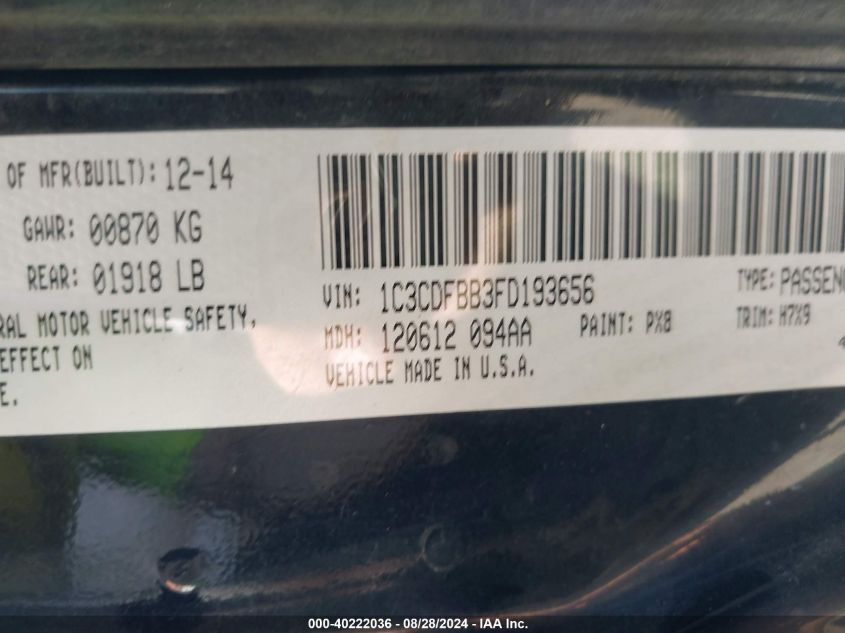 OF MFR(BUILT): 12-14
GAWR: 00870 KG
REAR: 01918 LB
RAL MOTOR VEHICLE SAFETY,
EFFECT ON
E.
VIN: 1C3CDFBB3FD193656
TYPE: PASSEN
MDH: 120612 094AA
PAINT: PX8
TRIM: H7X9
VEHICLE MADE IN U.S.A.
4
000-40222036 - 08/28/2024 - IAA Inc.